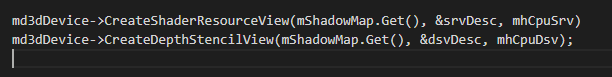 md3dDevice->CreateShaderResourceView(mShadowMap.Get(), &srvDesc, mhCpuSrv)
md3dDevice->CreateDepthStencilView(mShadowMap.Get(), &dsvDesc, mhCpuDsv);